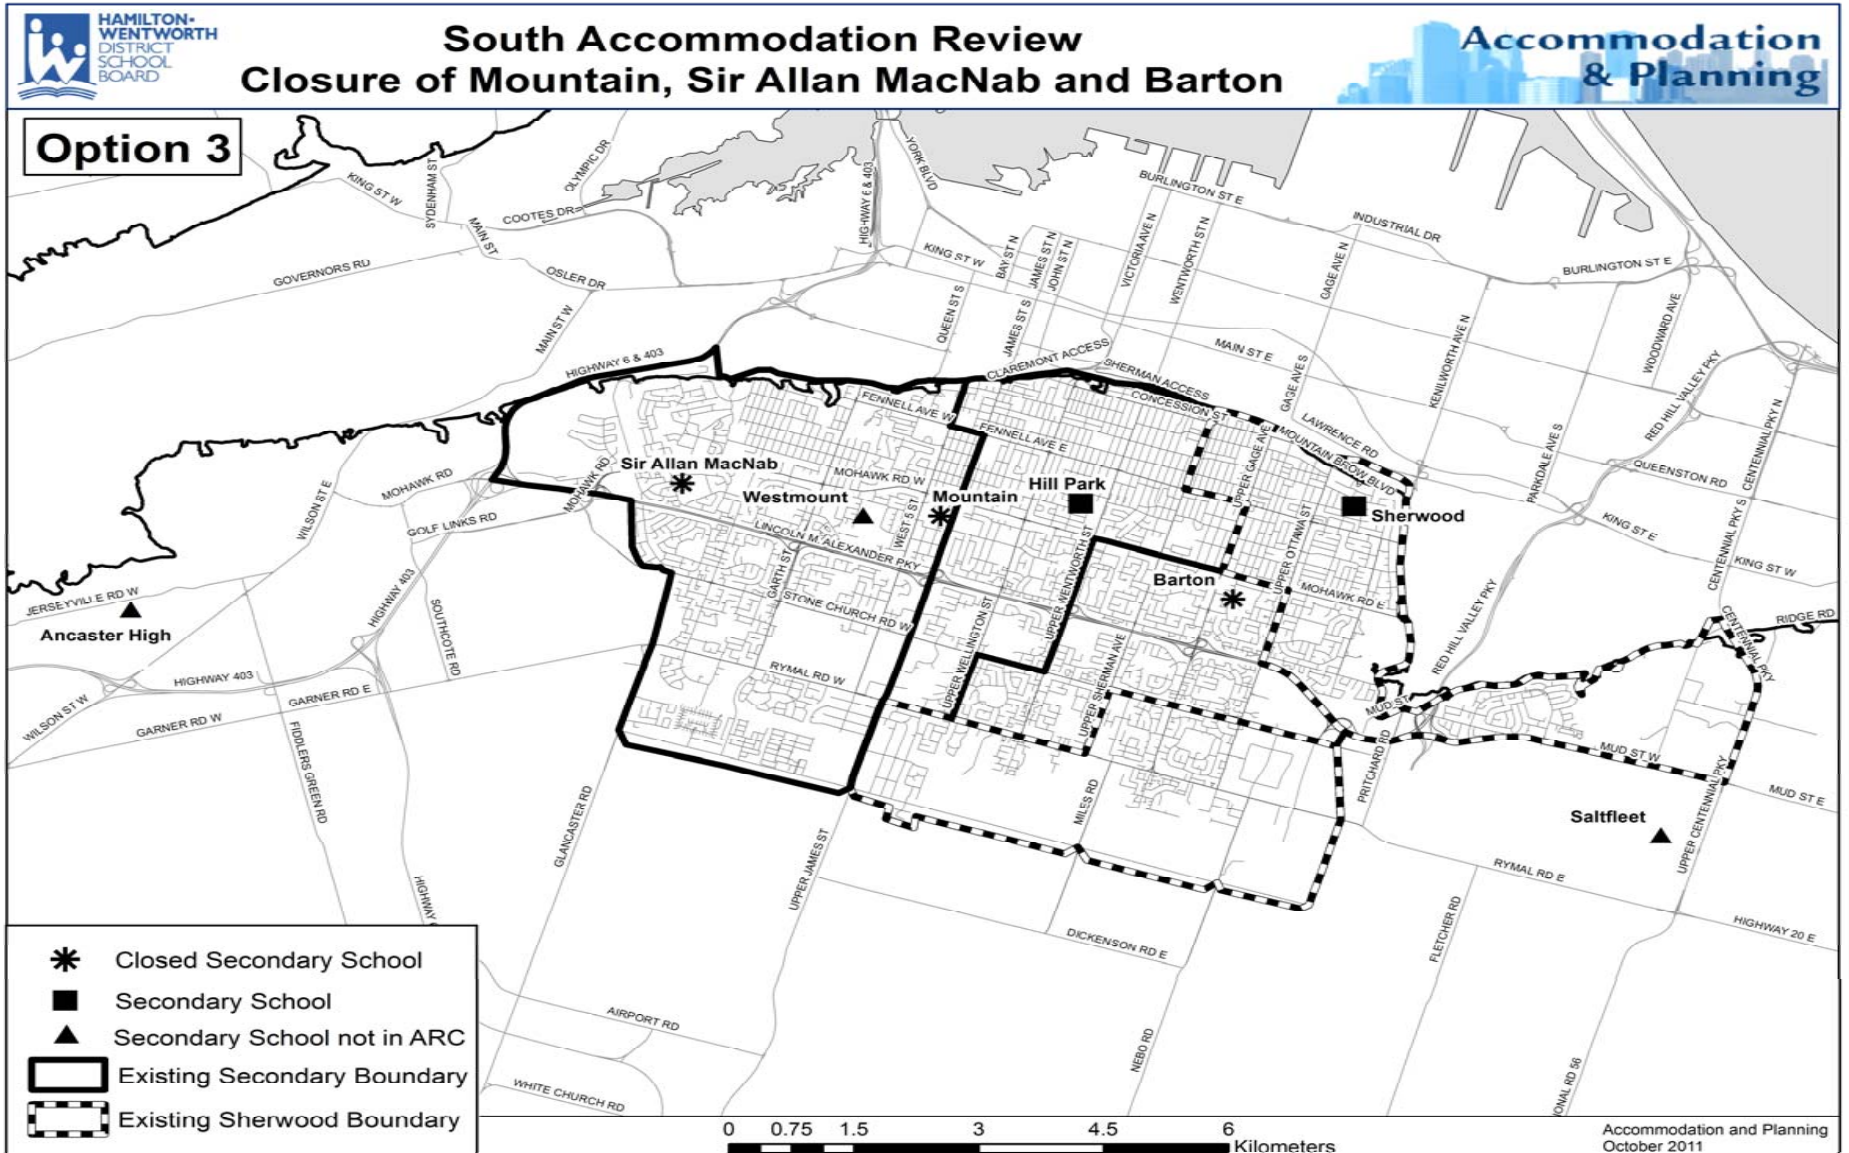 HAMILTON-
WENTWORTH
DISTRICT
SCHOOL
BOARD
South Accommodation Review
Closure of Mountain, Sir Allan MacNab and Barton
Accommodation
& Planning
Option 3
KING ST W
SYDENHAM ST
OLYMPIC DR
COOTES DR
MAIN ST
GOVERNORS RD
OSLER DR
MAIN ST W
HIGHWAY 6 & 403
HIGHWAY 6 & 403
YORK BLVD
KING ST W
BAY ST N
JAMES ST N
JOHN ST N
QUEEN ST S
JAMES ST S
VICTORIA AVE N
WENTWORTH ST N
BURLINGTON ST E
INDUSTRIAL DR
BURLINGTON ST E
GAGE AVE N
KENILWORTH AVE N
WOODWARD AVE
RED HILL VALLEY PKY
CENTENNIAL PKY N
MAIN ST E
CLAREMONT ACCESS
SHERMAN ACCESS
CONCESSION ST
GAGE AVE S
LAWRENCE RD
MOUNTAIN BROW BLVD
PARKDALE AVE S
QUEENSTON RD
KING ST E
KING ST W
CENTENNIAL PKY S
FENNELL AVE W
FENNELL AVE E
UPPER GAGE AVE
UPPER OTTAWA ST
Sir Allan MacNab
MOHAWK RD W
Westmount
Mountain
Hill Park
Sherwood
WEST 5 ST
MOHAWK RD
MOHAWK RD
WILSON ST E
GOLF LINKS RD
LINCOLN M. ALEXANDER PKY
GARTH ST
STONE CHURCH RD W
UPPER WELLINGTON ST
UPPER WENTWORTH ST
Barton
MOHAWK RD E
UPPER SHERMAN AVE
RED HILL VALLEY PKY
RIDGE RD
CENTENNIAL PKY
JERSEYVILLE RD W
Ancaster High
HIGHWAY 403
SOUTHCOTE RD
HIGHWAY 403
WILSON ST W
GARNER RD E
GARNER RD W
FIDDLERS GREEN RD
RYMAL RD W
MUD ST
PRITCHARD RD
MUD ST W
MUD ST E
UPPER CENTENNIAL PKY
Saltfleet
GLANCASTER RD
UPPER JAMES ST
MILES RD
RYMAL RD E
HIGHWAY 20 E
FLETCHER RD
DICKENSON RD E
HIGHWAY
AIRPORT RD
WHITE CHURCH RD
NEBO RD
ONAL RD 56
Closed Secondary School
Secondary School
Secondary School not in ARC
Existing Secondary Boundary
Existing Sherwood Boundary
0 0.75 1.5 3 4.5 6
Kilometers
Accommodation and Planning
October 2011